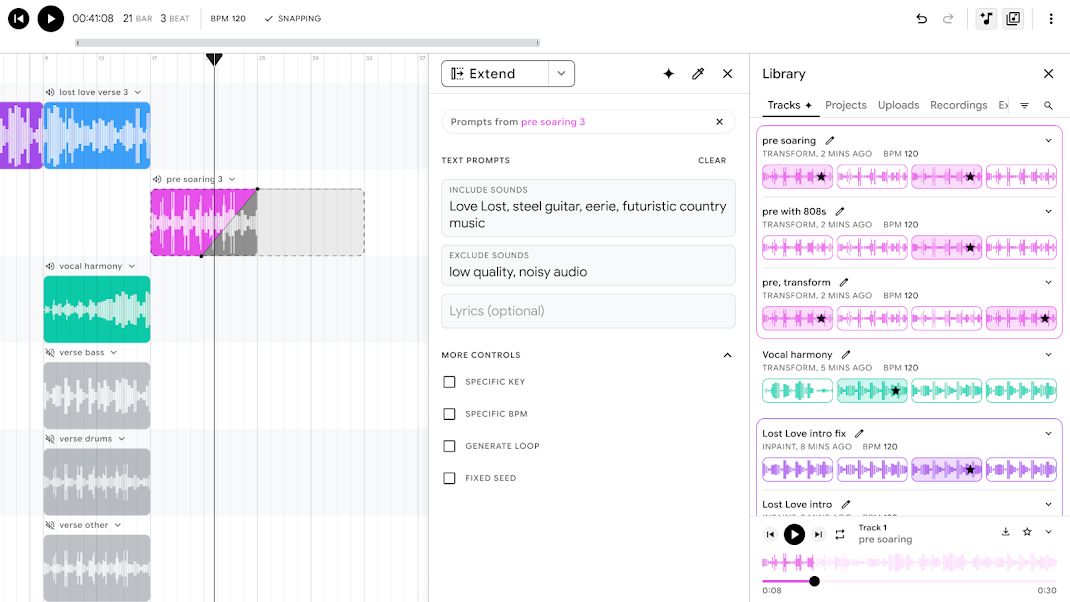 00:41:08 21 BAR 3 BEAT BPM 120 SNAPPING
9 13 17 25 29 33 37
lost love verse 3
pre soaring 3
vocal harmony
verse bass
verse drums
verse other
Extend
Prompts from pre soaring 3
TEXT PROMPTS CLEAR
INCLUDE SOUNDS
Love Lost, steel guitar, eerie, futuristic country
music
EXCLUDE SOUNDS
low quality, noisy audio
Lyrics (optional)
MORE CONTROLS
SPECIFIC KEY
SPECIFIC BPM
GENERATE LOOP
FIXED SEED
Library
Tracks Projects Uploads Recordings Ex
pre soaring
TRANSFORM, 2 MINS AGO BPM 120
pre with 808s
TRANSFORM, 2 MINS AGO BPM 120
pre, transform
TRANSFORM, 2 MINS AGO BPM 120
Vocal harmony
TRANSFORM, 5 MINS AGO BPM 120
Lost Love intro fix
INPAINT, 8 MINS AGO BPM 120
Lost Love intro
Track 1
pre soaring
0:08 0:30